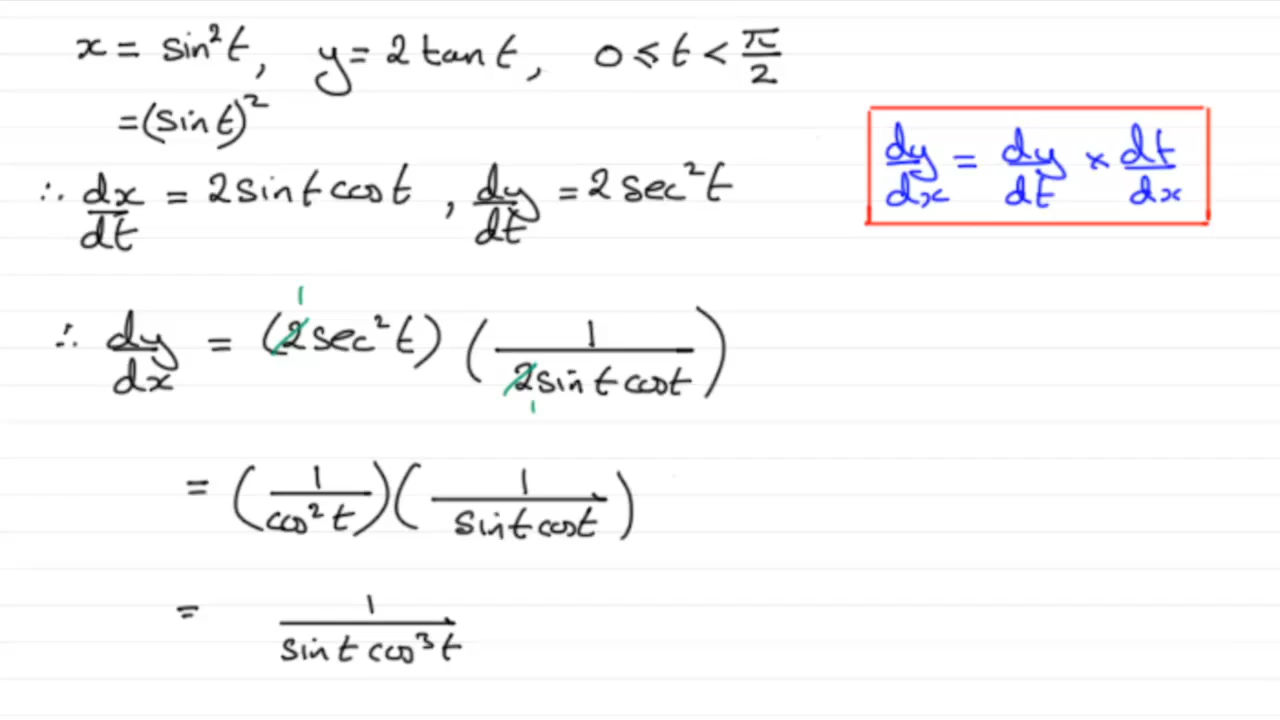 x = sin²t, y = 2 tan t, 0 ≤ t < π/2
= (sin t)²
∴ dx/dt = 2 sin t cos t, dy/dt = 2 sec²t
dy/dx = dy/dt × dt/dx
∴ dy/dx = (2 sec²t) (1/(2 sin t cos t))
1
1
= (1/cos²t)(1/(sin t cos t))
= 1/(sin t cos³t)